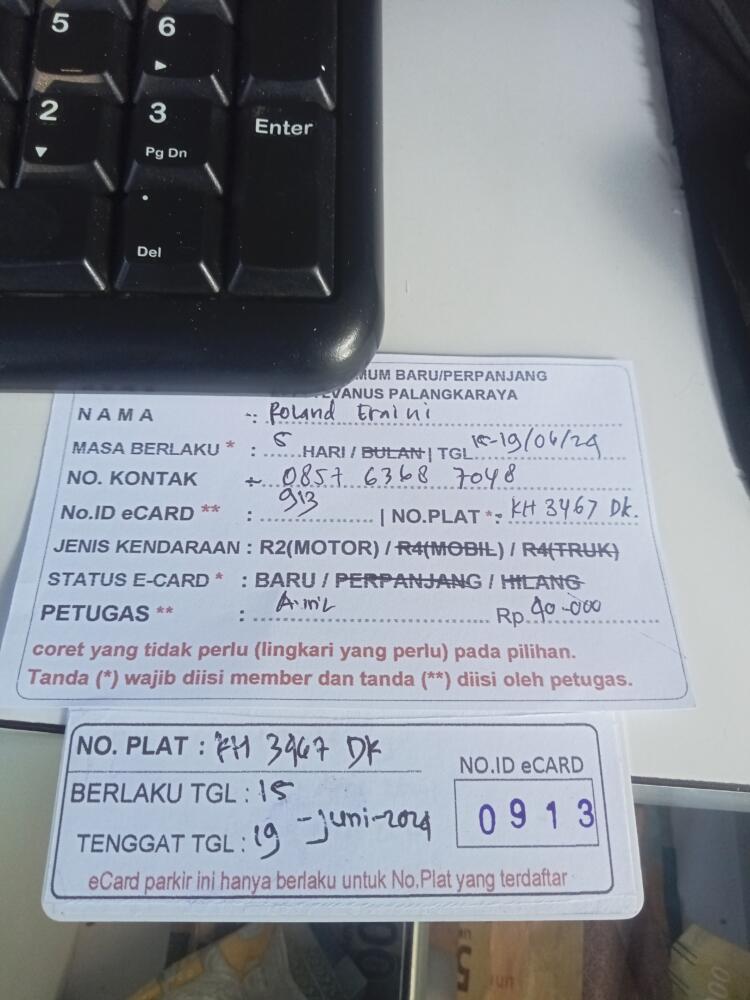 5
6
2
3
Pg Dn
Enter
Del
MUM BARU/PERPANJANG
VANUS PALANGKARAYA
NAMA : Roland Eraini
MASA BERLAKU * : 5 HARI / BULAN | TGL 15-19/06/24
NO. KONTAK : 0857 6368 7048
No.ID eCARD ** : 913 | NO.PLAT *: KH 3467 DK.
JENIS KENDARAAN : R2(MOTOR) / R4(MOBIL) / R4(TRUK)
STATUS E-CARD * : BARU / PERPANJANG / HILANG
PETUGAS ** : Rp 40.000
coret yang tidak perlu (lingkari yang perlu) pada pilihan.
Tanda (*) wajib diisi member dan tanda (**) diisi oleh petugas.
NO. PLAT : KH 3467 DK
BERLAKU TGL : 15
TENGGAT TGL : 19 -juni-2024
NO.ID eCARD
0913
eCard parkir ini hanya berlaku untuk No.Plat yang terdaftar